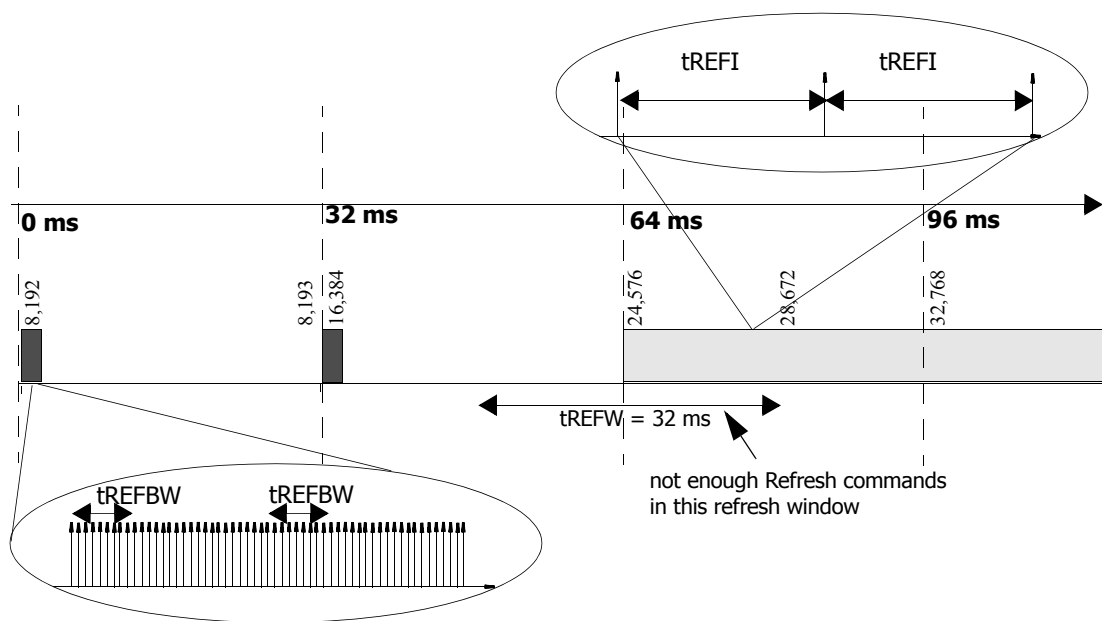 tREFI
tREFI
0 ms
32 ms
64 ms
96 ms
8,192
8,193
16,384
24,576
28,672
32,768
tREFW = 32 ms
not enough Refresh commands
in this refresh window
tREFBW
tREFBW